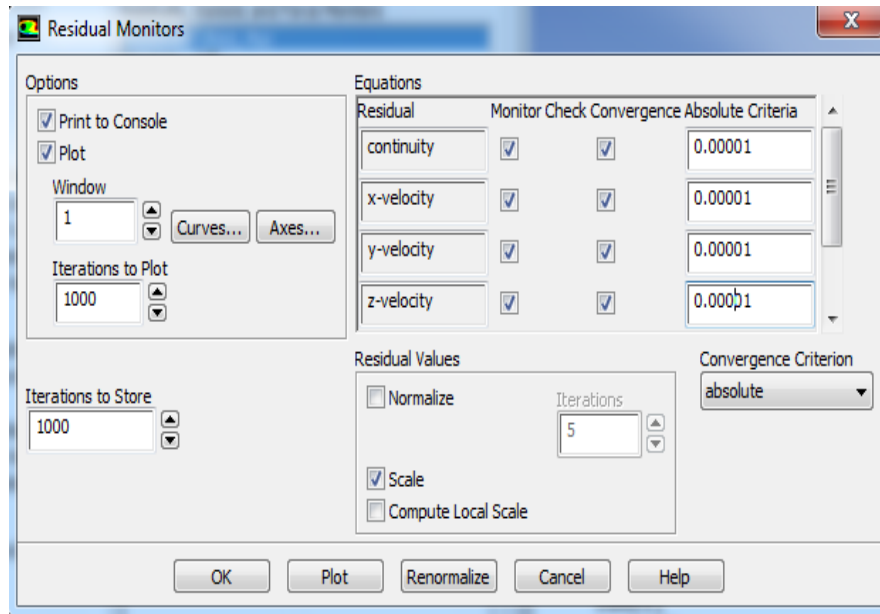 Residual Monitors
Options
Print to Console
Plot
Window
1
Curves...
Axes...
Iterations to Plot
1000
Iterations to Store
1000
Equations
Residual Monitor Check Convergence Absolute Criteria
continuity 0.00001
x-velocity 0.00001
y-velocity 0.00001
z-velocity 0.00001
Residual Values
Normalize
Iterations
5
Scale
Compute Local Scale
Convergence Criterion
absolute
OK Plot Renormalize Cancel Help